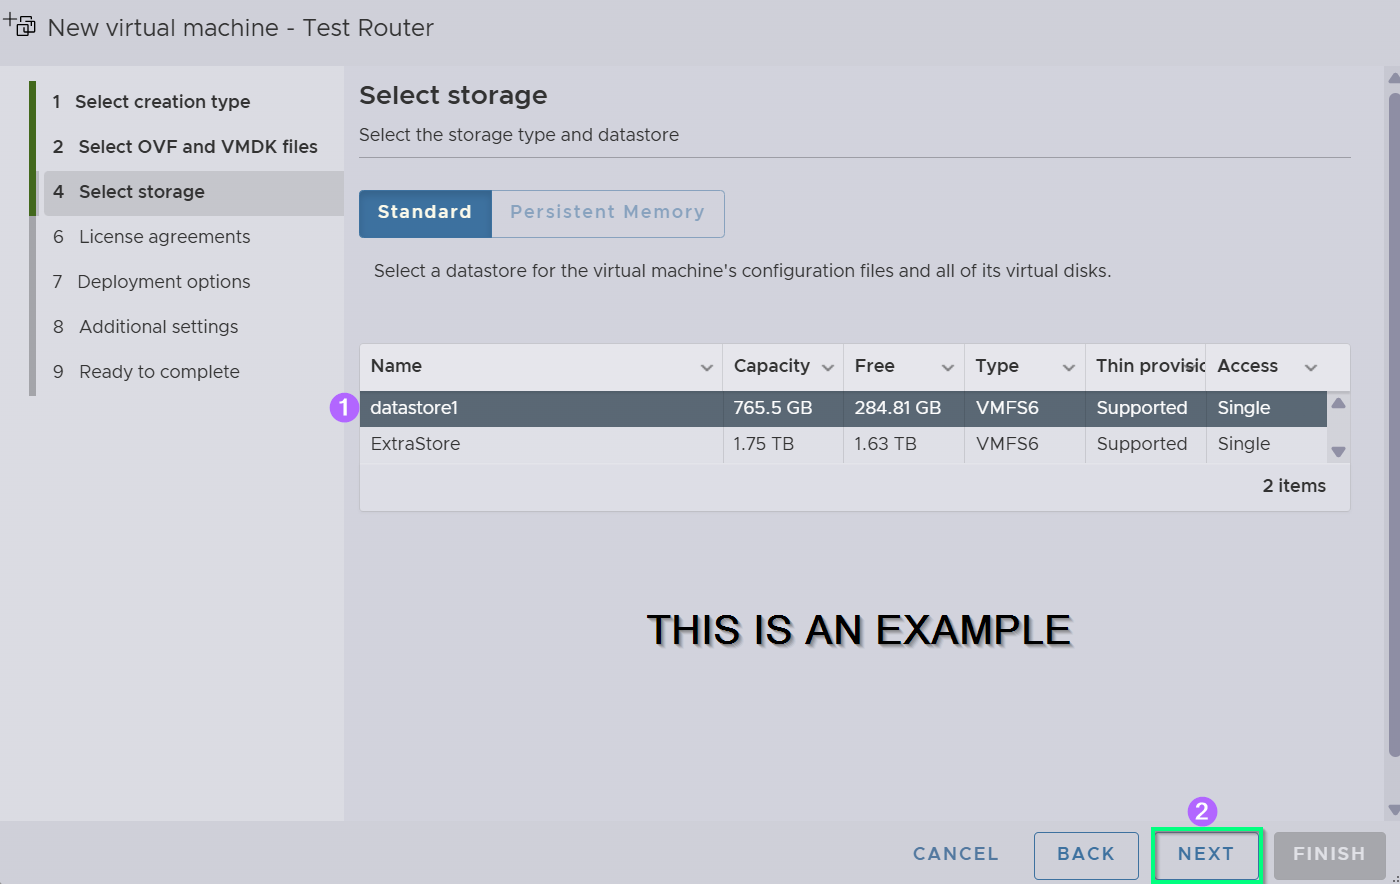 New virtual machine - Test Router
1 Select creation type
2 Select OVF and VMDK files
4 Select storage
6 License agreements
7 Deployment options
8 Additional settings
9 Ready to complete
Select storage
Select the storage type and datastore
Standard Persistent Memory
Select a datastore for the virtual machine's configuration files and all of its virtual disks.
Name Capacity Free Type Thin provisic Access
1 datastore1 765.5 GB 284.81 GB VMFS6 Supported Single
ExtraStore 1.75 TB 1.63 TB VMFS6 Supported Single
2 items
THIS IS AN EXAMPLE
2
CANCEL BACK NEXT FINISH